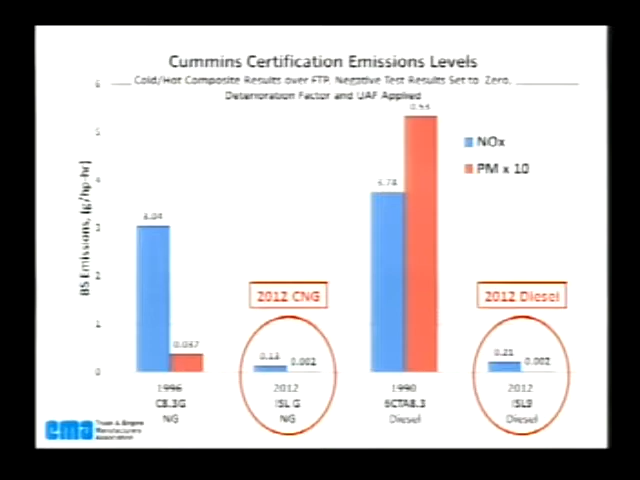 Cummins Certification Emissions Levels
Cold/Hot Composite Results over FTP. Negative Test Results Set to Zero.
Deterioration Factor and UAF Applied
6
5
4
3
2
1
0
BS Emissions, [g/bhp-hr]
NOx
PM x 10
3.04
0.037
0.13
0.002
3.74
0.53
0.21
0.002
2012 CNG
2012 Diesel
1996
C8.3G
NG
2012
ISL G
NG
1990
6CTA8.3
Diesel
2012
ISL9
Diesel
ema
Truck & Engine
Manufacturers
Association